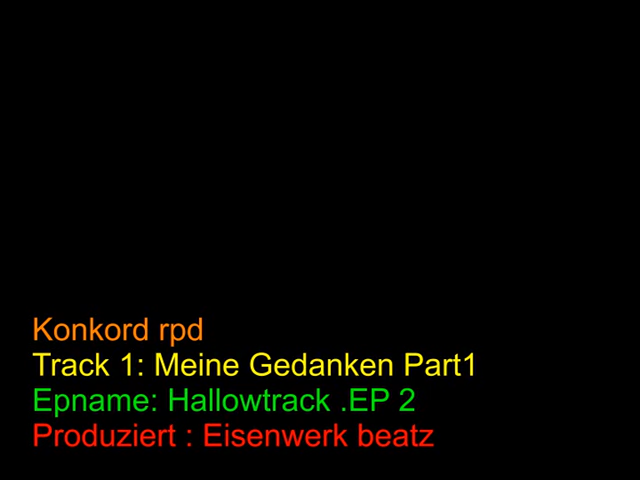 Konkord rpd
Track 1: Meine Gedanken Part1
Epname: Hallowtrack .EP 2
Produziert : Eisenwerk beatz